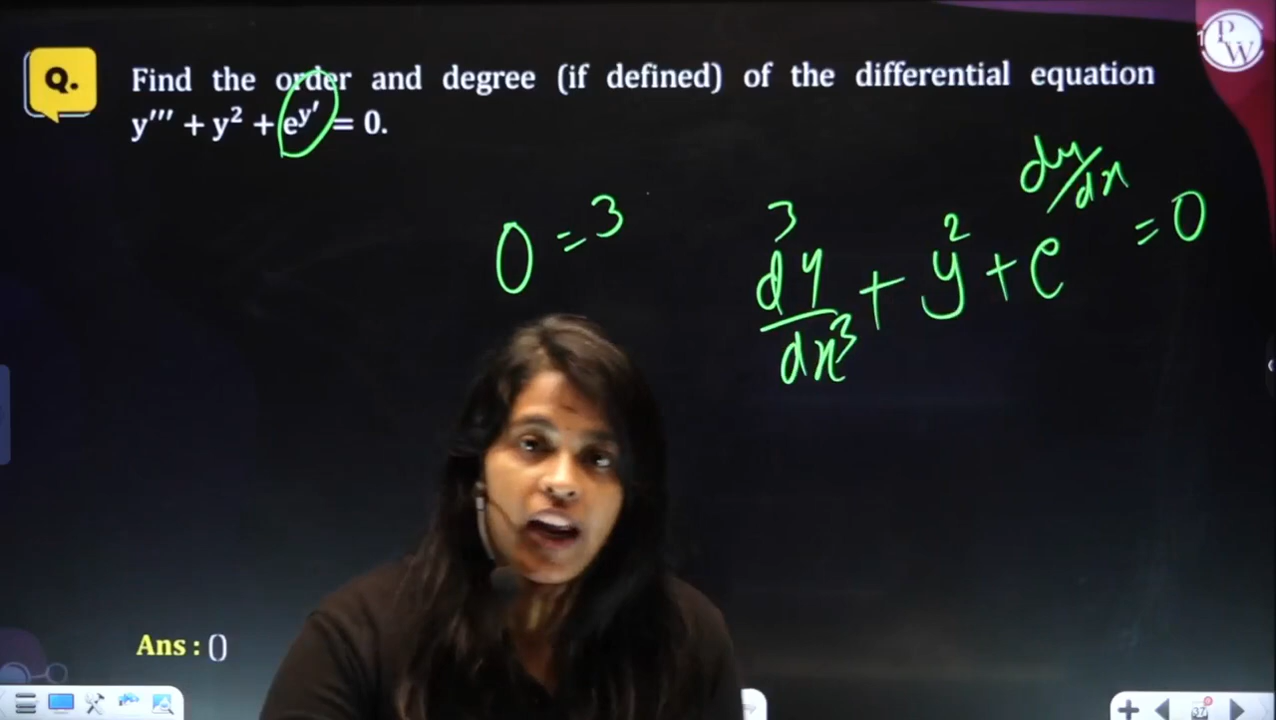 Q.
Find the order and degree (if defined) of the differential equation
y''' + y² + e^y' = 0.
PW
O = 3
d³y/dx³ + y² + e^dy/dx = 0
Ans : ()
37